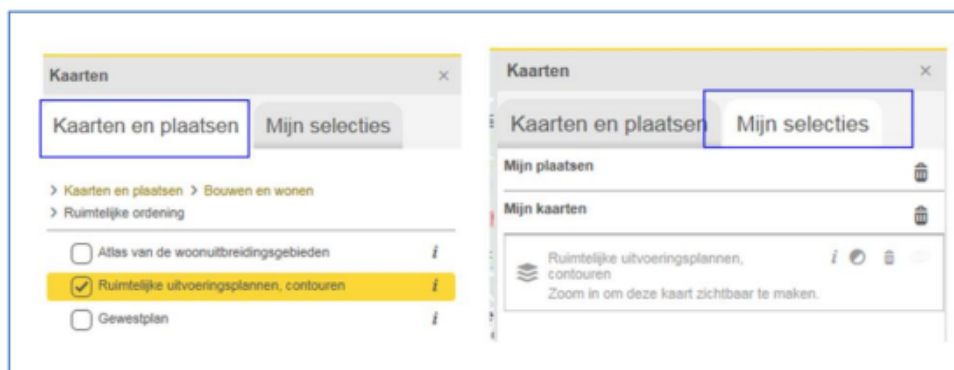 Kaarten
Kaarten en plaatsen
Mijn selecties
> Kaarten en plaatsen > Bouwen en wonen
> Ruimtelijke ordening
Atlas van de woonuitbreidingsgebieden i
Ruimtelijke uitvoeringsplannen, contouren i
Gewestplan i
Kaarten
Kaarten en plaatsen
Mijn selecties
Mijn plaatsen
Mijn kaarten
Ruimtelijke uitvoeringsplannen, i
contouren
Zoom in om deze kaart zichtbaar te maken.